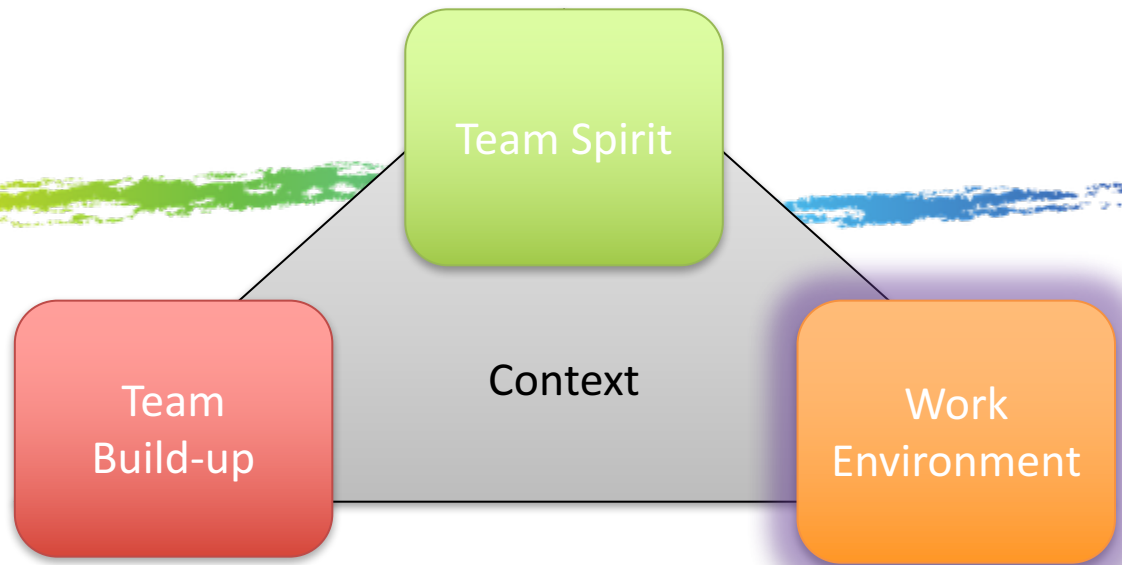 Team Spirit
Context
Team
Build-up
Work
Environment